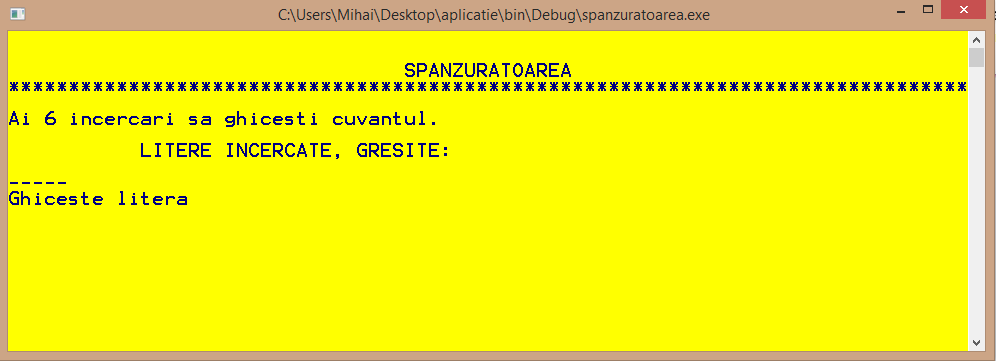 C:\Users\Mihai\Desktop\aplicatie\bin\Debug\spanzuratoarea.exe
SPANZURATOAREA
********************************************************************************
Ai 6 incercari sa ghicesti cuvantul.
LITERE INCERCATE, GRESITE:
_____
Ghiceste litera